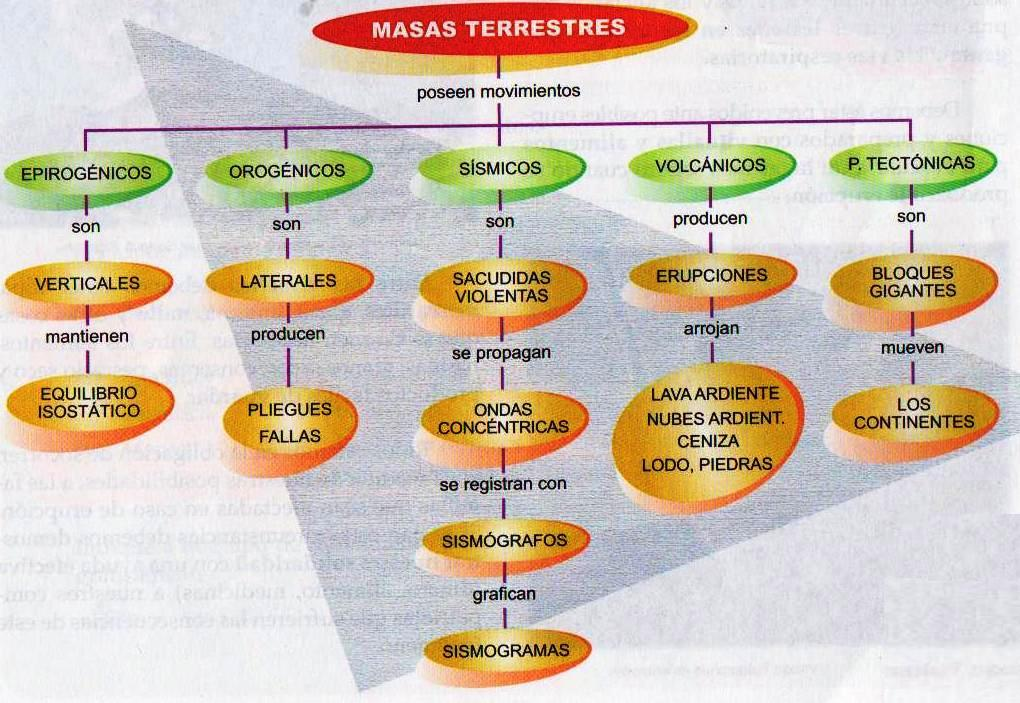 MASAS TERRESTRES
poseen movimientos
EPIROGÉNICOS
son
VERTICALES
mantienen
EQUILIBRIO
ISOSTÁTICO
OROGÉNICOS
son
LATERALES
producen
PLIEGUES
FALLAS
SÍSMICOS
son
SACUDIDAS
VIOLENTAS
se propagan
ONDAS
CONCÉNTRICAS
se registran con
SISMÓGRAFOS
grafican
SISMOGRAMAS
VOLCÁNICOS
producen
ERUPCIONES
arrojan
LAVA ARDIENTE
NUBES ARDIENT.
CENIZA
LODO, PIEDRAS
P. TECTÓNICAS
son
BLOQUES
GIGANTES
mueven
LOS
CONTINENTES